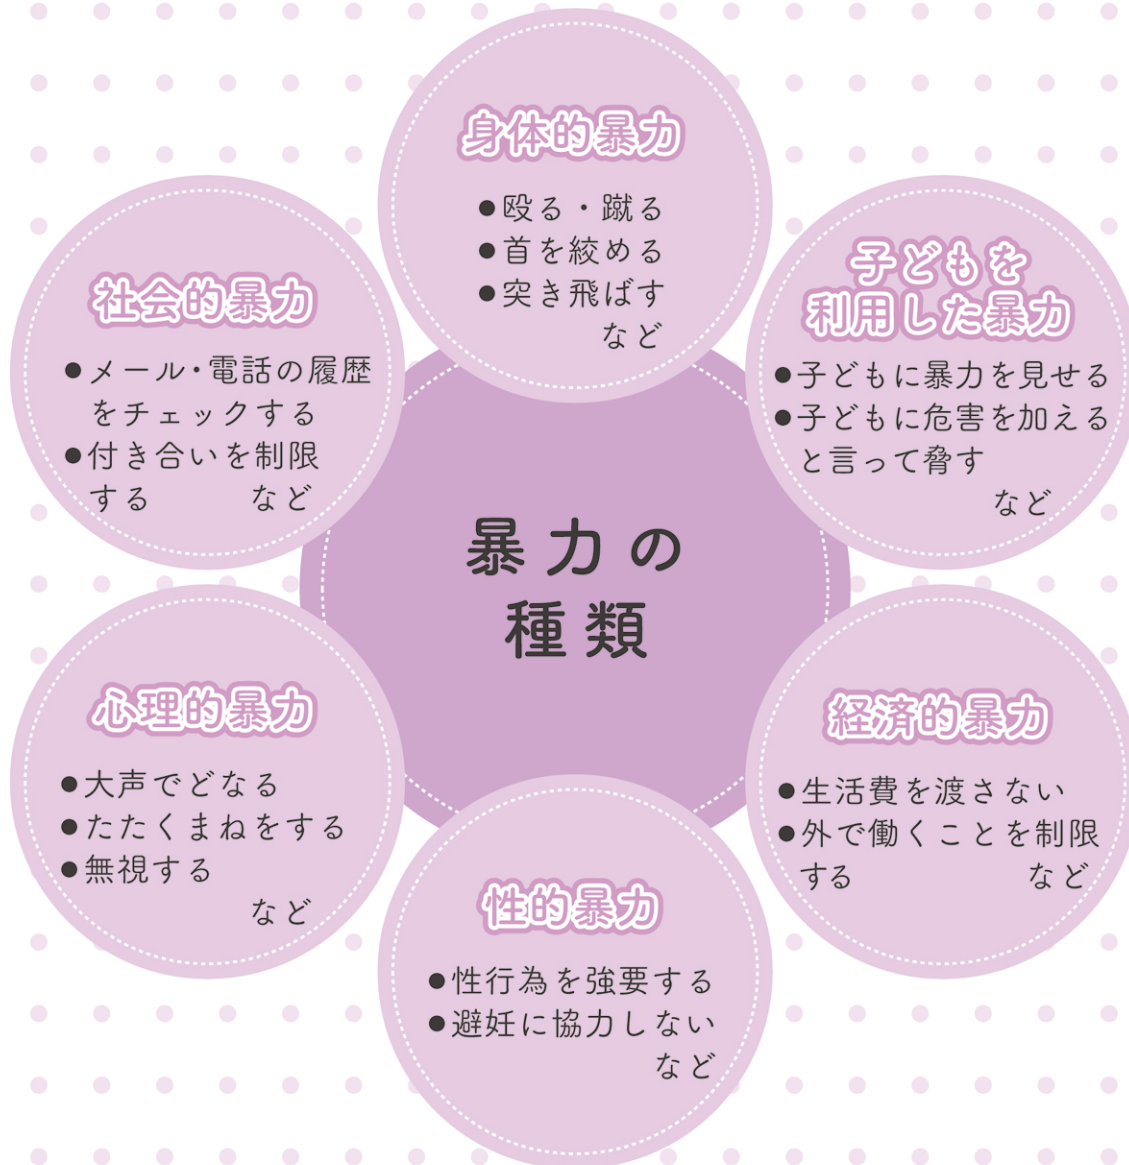 身体的暴力
●殴る・蹴る
●首を絞める
●突き飛ばす
など
子どもを
利用した暴力
●子どもに暴力を見せる
●子どもに危害を加える
と言って脅す
など
経済的暴力
●生活費を渡さない
●外で働くことを制限
する など
性的暴力
●性行為を強要する
●避妊に協力しない
など
心理的暴力
●大声でどなる
●たたくまねをする
●無視する
など
社会的暴力
●メール・電話の履歴
をチェックする
●付き合いを制限
する など
暴力の
種類